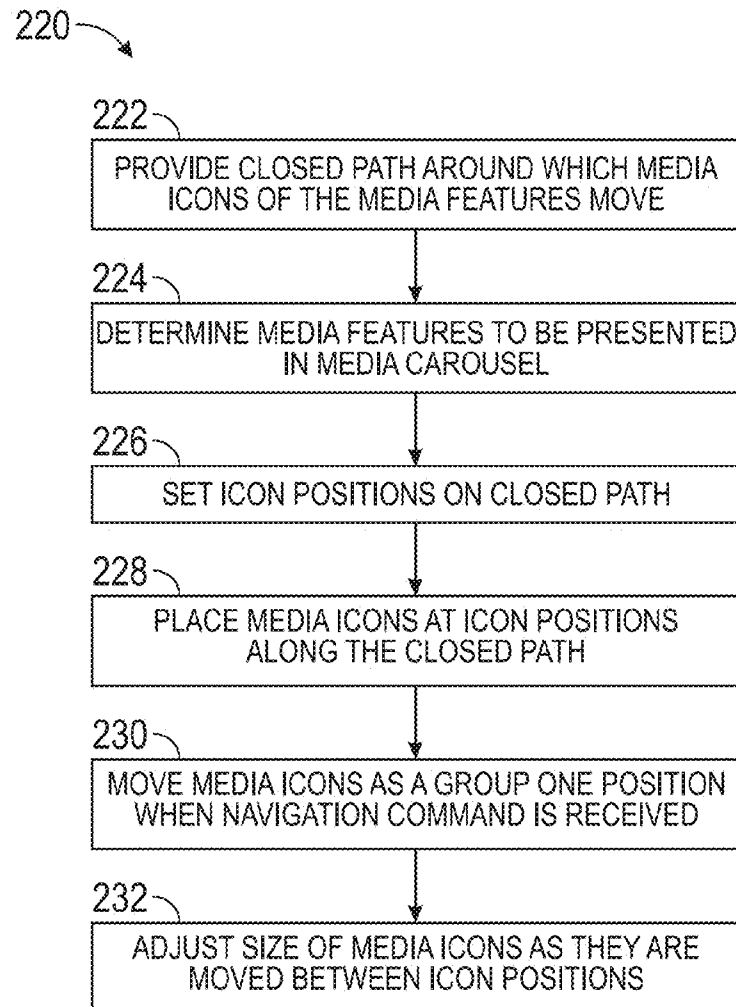 220
222
PROVIDE CLOSED PATH AROUND WHICH MEDIA
ICONS OF THE MEDIA FEATURES MOVE
224
DETERMINE MEDIA FEATURES TO BE PRESENTED
IN MEDIA CAROUSEL
226
SET ICON POSITIONS ON CLOSED PATH
228
PLACE MEDIA ICONS AT ICON POSITIONS
ALONG THE CLOSED PATH
230
MOVE MEDIA ICONS AS A GROUP ONE POSITION
WHEN NAVIGATION COMMAND IS RECEIVED
232
ADJUST SIZE OF MEDIA ICONS AS THEY ARE
MOVED BETWEEN ICON POSITIONS